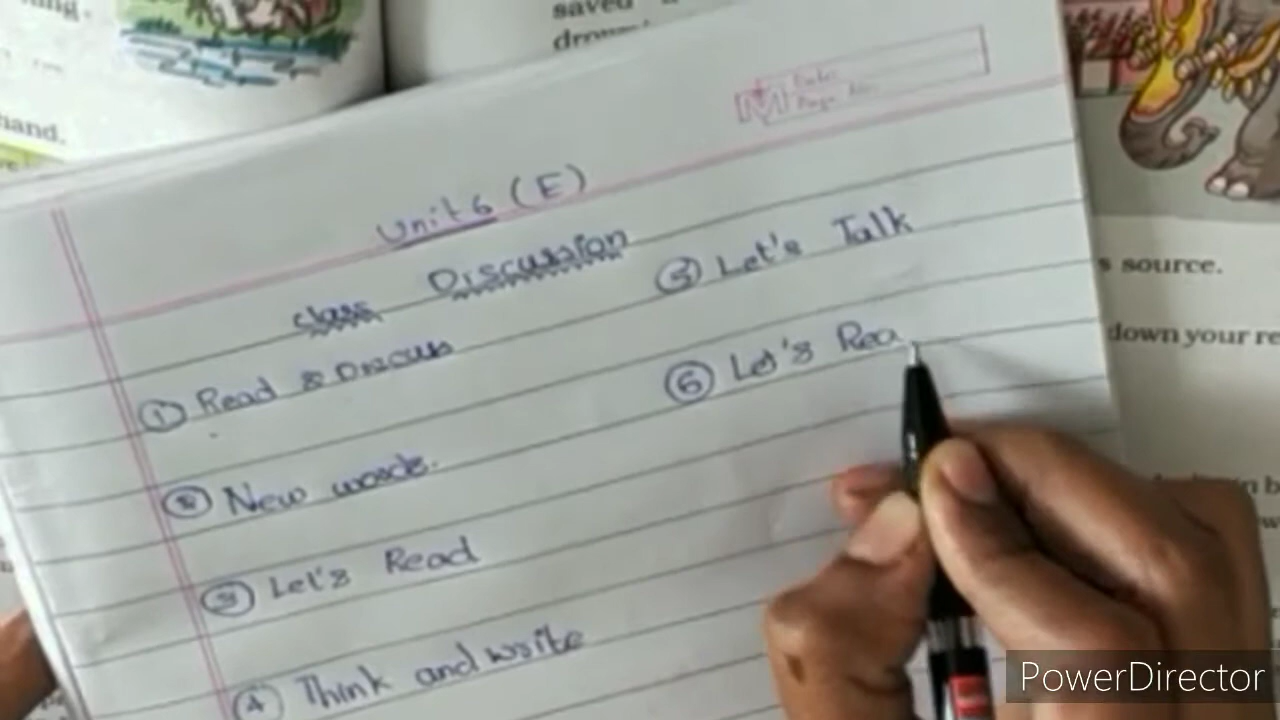 saved
hand.
Unit 6 (E)
class Discussion
① Read & Discuss
② New words.
③ Let's Read
④ Think and write
⑤ Let's Talk
⑥ Let's Rea
s source.
down your re
PowerDirector